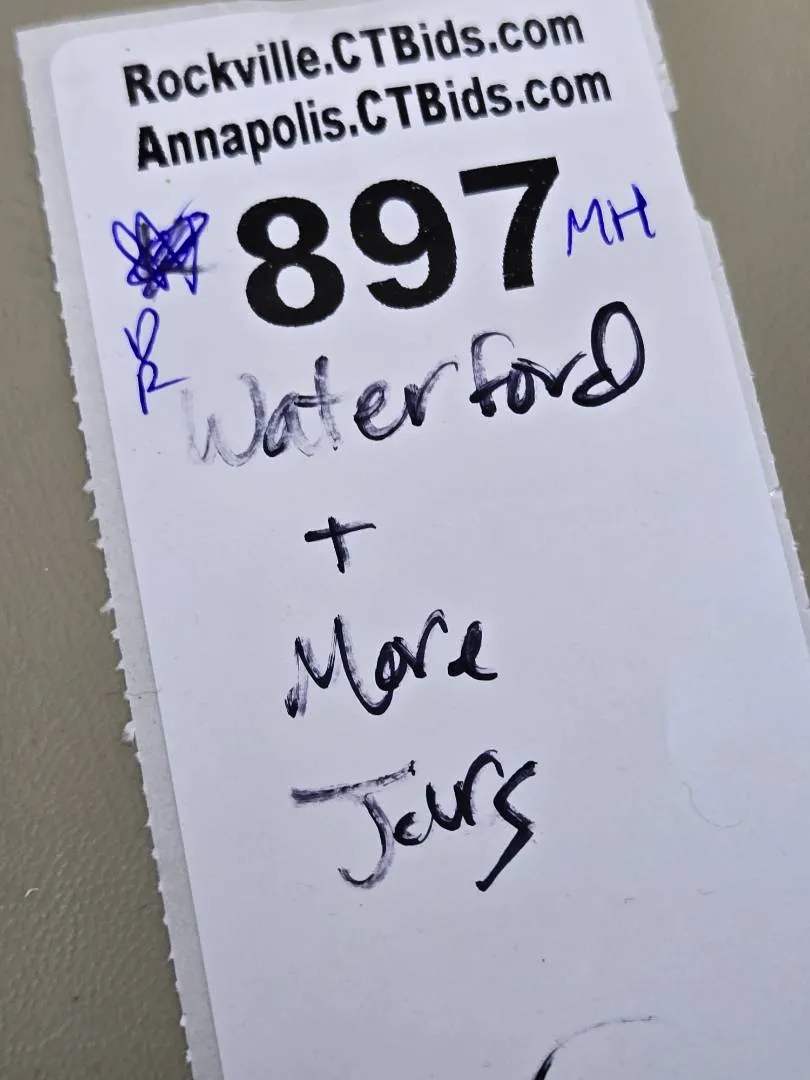 Rockville.CTBids.com
Annapolis.CTBids.com
897 MH
Waterford
+
More
Jars